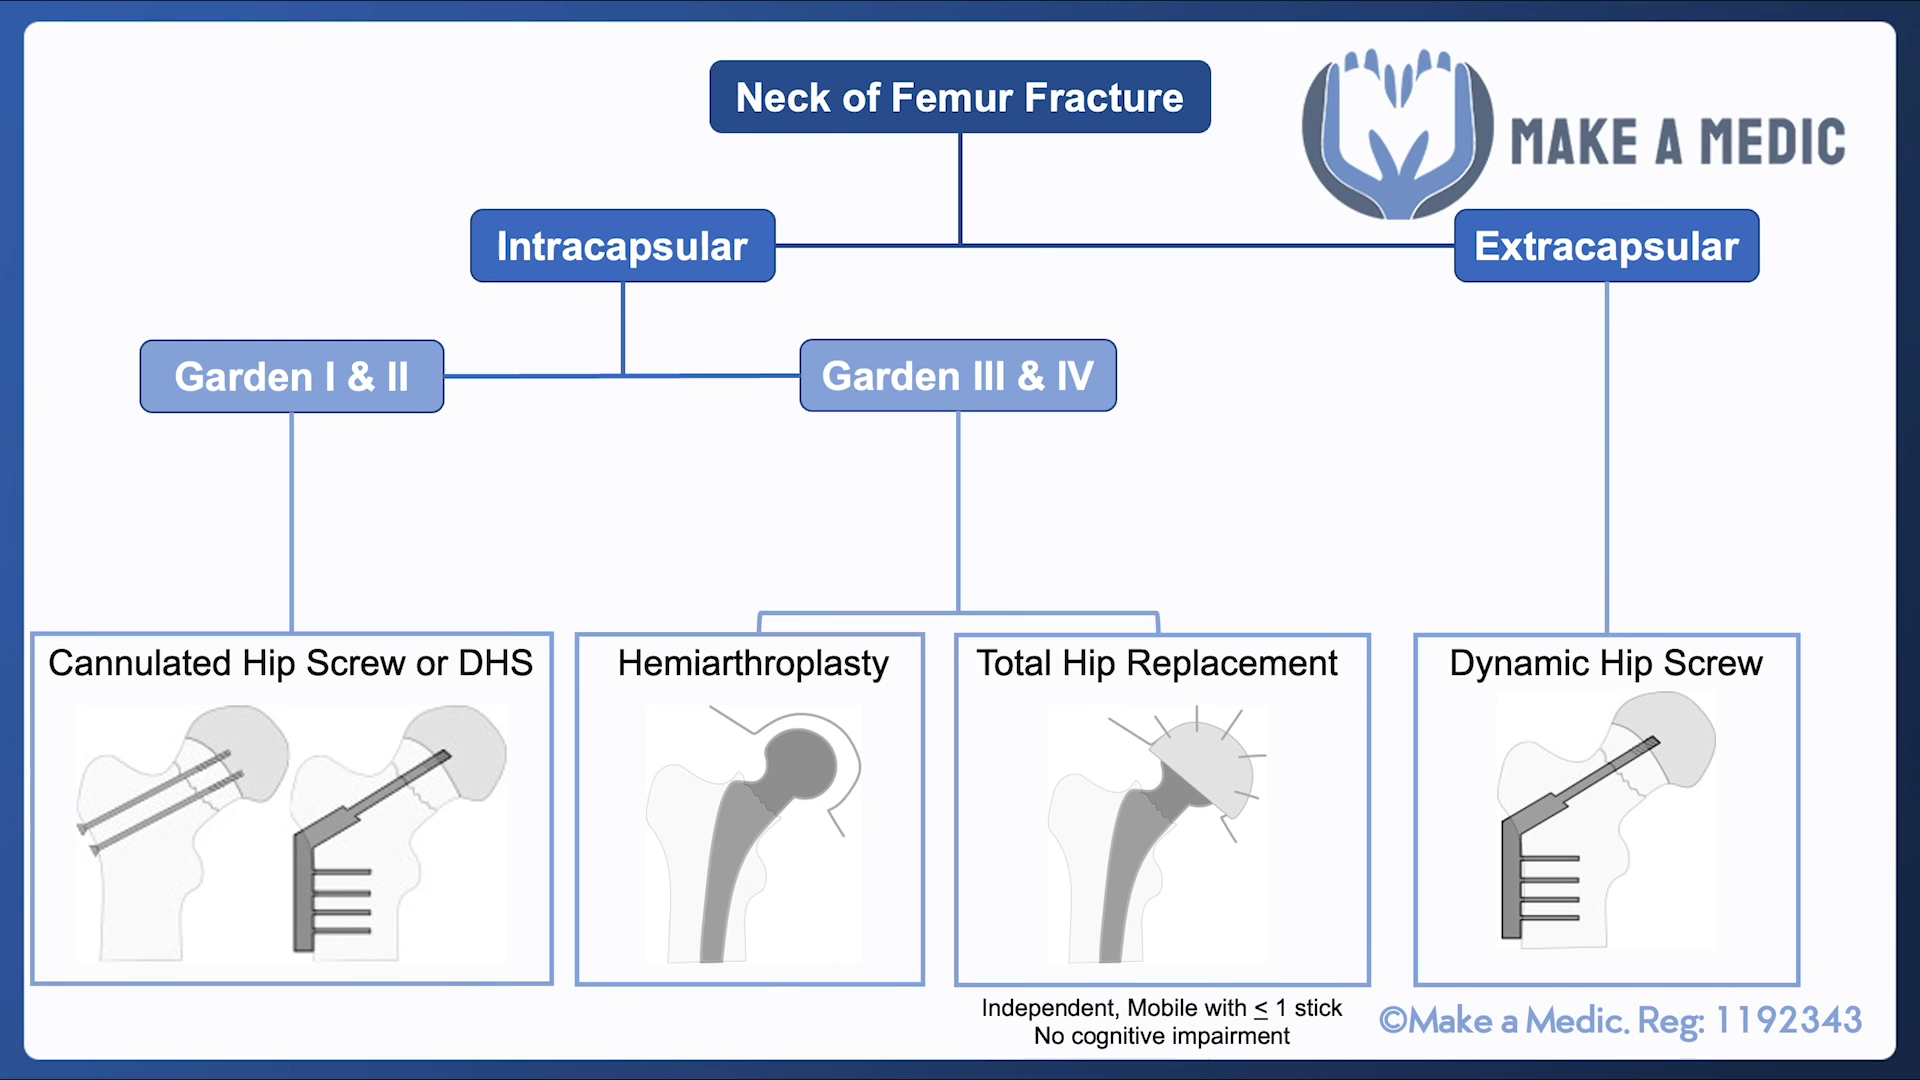 Neck of Femur Fracture
MAKE A MEDIC
Intracapsular
Extracapsular
Garden I & II
Garden III & IV
Cannulated Hip Screw or DHS
Hemiarthroplasty
Total Hip Replacement
Dynamic Hip Screw
Independent, Mobile with ≤ 1 stick
No cognitive impairment
©Make a Medic. Reg: 1192343